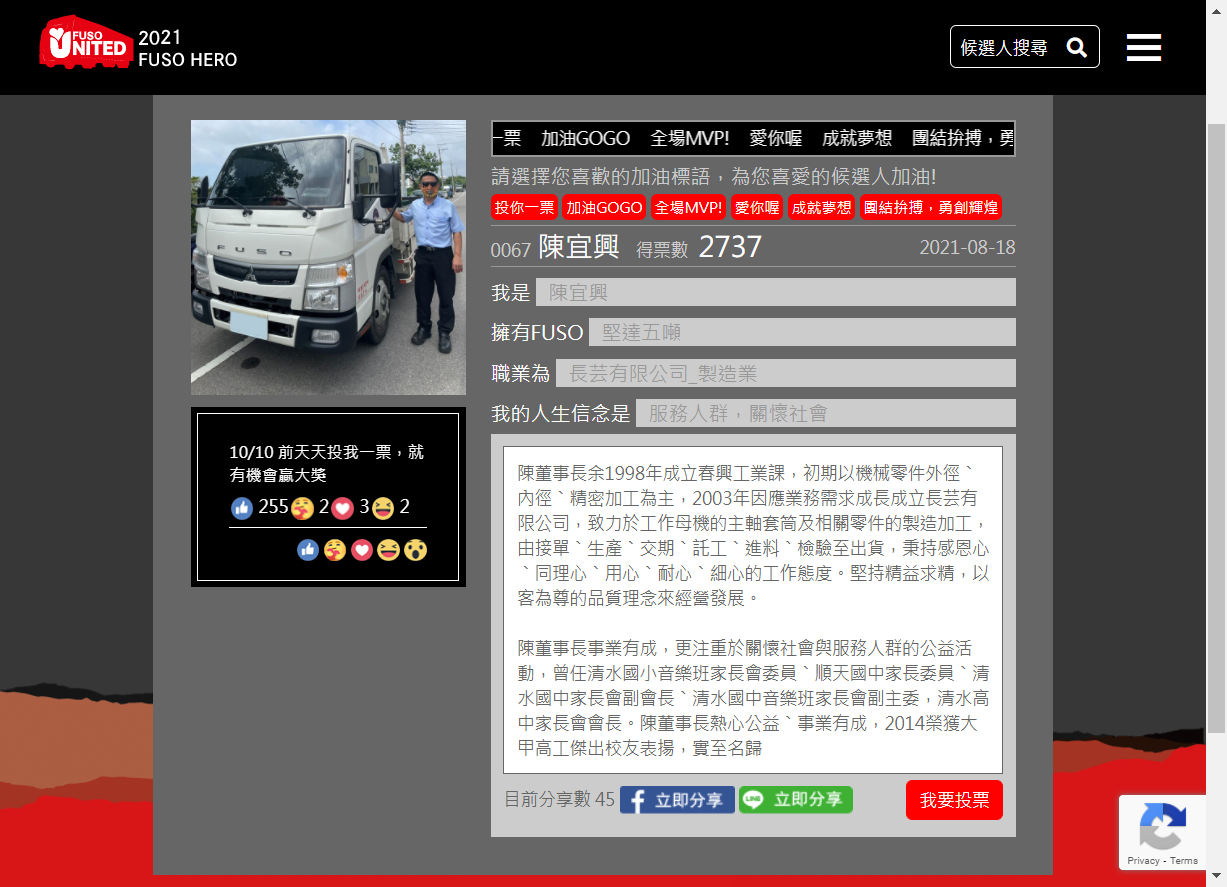 FUSO
UNITED
2021
FUSO HERO
候選人搜尋
一票 加油GOGO 全場MVP! 愛你喔 成就夢想 團結拚搏，勇
請選擇您喜歡的加油標語，為您喜愛的候選人加油!
投你一票 加油GOGO 全場MVP! 愛你喔 成就夢想 團結拚搏，勇創輝煌
0067 陳宜興 得票數 2737 2021-08-18
我是 陳宜興
擁有FUSO 堅達五噸
職業為 長芸有限公司_製造業
我的人生信念是 服務人群，關懷社會
FUSO
10/10 前天天投我一票，就
有機會贏大獎
255 2 3 2
陳董事長余1998年成立春興工業課，初期以機械零件外徑、
內徑、精密加工為主，2003年因應業務需求成長成立長芸有
限公司，致力於工作母機的主軸套筒及相關零件的製造加工，
由接單、生產、交期、託工、進料、檢驗至出貨，秉持感恩心
、同理心、用心、耐心、細心的工作態度。堅持精益求精，以
客為尊的品質理念來經營發展。
陳董事長事業有成，更注重於關懷社會與服務人群的公益活
動，曾任清水國小音樂班家長會委員、順天國中家長委員、清
水國中家長會副會長、清水國中音樂班家長會副主委，清水高
中家長會會長。陳董事長熱心公益、事業有成，2014榮獲大
甲高工傑出校友表揚，實至名歸
目前分享數 45 立即分享 LINE 立即分享 我要投票
Privacy - Terms